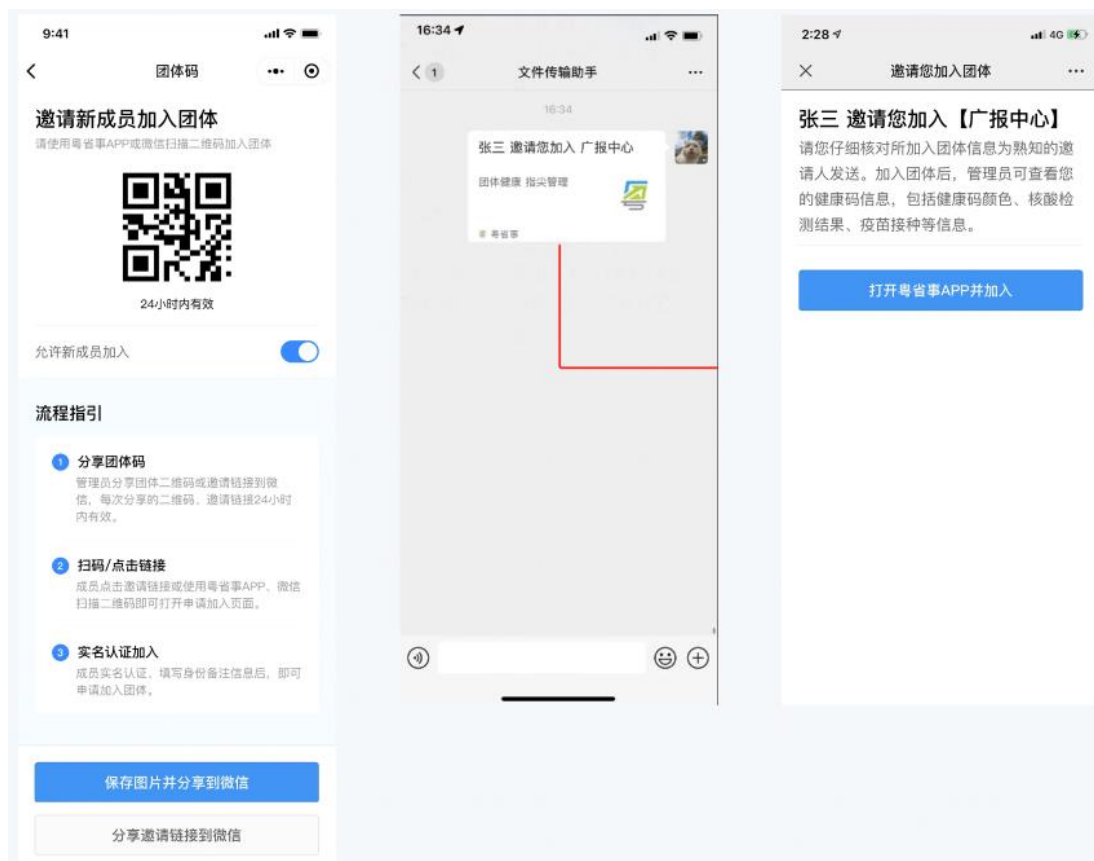 9:41
团体码
邀请新成员加入团体
请使用粤省事APP或微信扫描二维码加入团体
24小时内有效
允许新成员加入
流程指引
1 分享团体码
管理员分享团体二维码或邀请链接到微
信，每次分享的二维码、邀请链接24小时
内有效。
2 扫码/点击链接
成员点击邀请链接或使用粤省事APP、微信
扫描二维码即可打开申请加入页面。
3 实名认证加入
成员实名认证、填写身份备注信息后，即可
申请加入团体。
保存图片并分享到微信
分享邀请链接到微信
16:34
1
文件传输助手
16:34
张三 邀请您加入 广报中心
团体健康 指尖管理
粤省事
2:28
4G
邀请您加入团体
张三 邀请您加入【广报中心】
请您仔细核对所加入团体信息为熟知的邀
请人发送。加入团体后，管理员可查看您
的健康码信息，包括健康码颜色、核酸检
测结果、疫苗接种等信息。
打开粤省事APP并加入